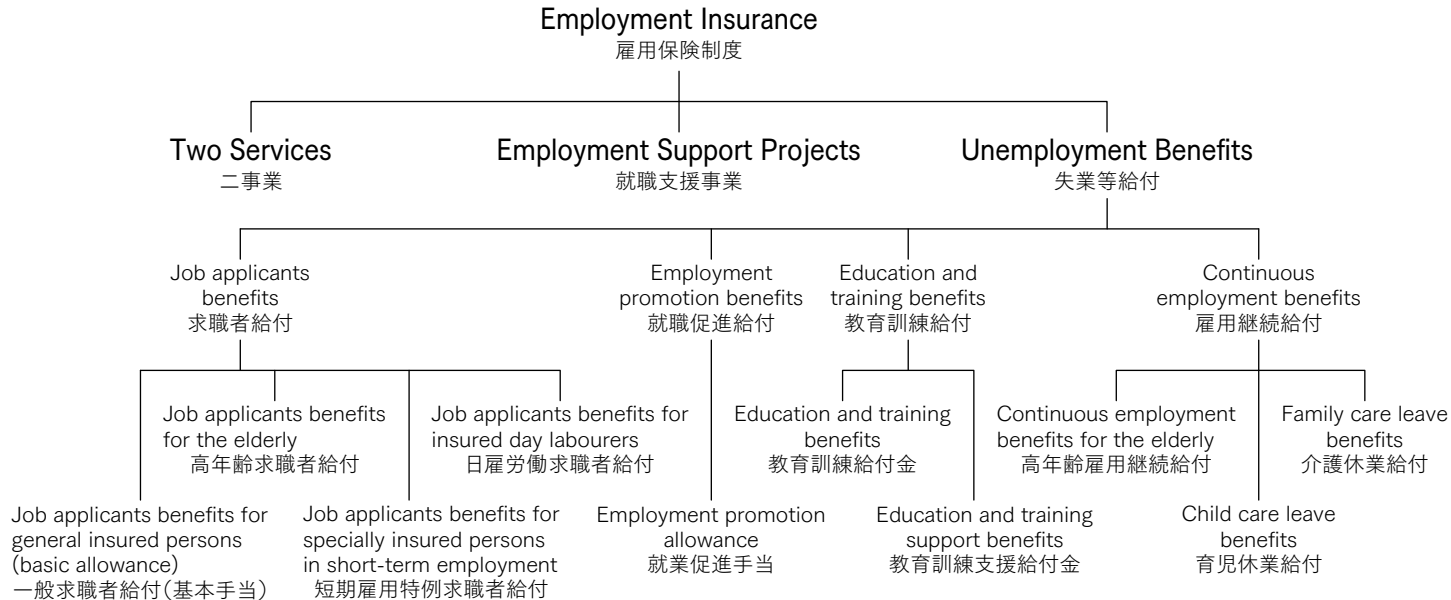 Employment Insurance
雇用保険制度
Two Services
二事業
Employment Support Projects
就職支援事業
Unemployment Benefits
失業等給付
Job applicants
benefits
求職者給付
Employment
promotion benefits
就職促進給付
Education and
training benefits
教育訓練給付
Continuous
employment benefits
雇用継続給付
Job applicants benefits
for the elderly
高年齢求職者給付
Job applicants benefits for
insured day labourers
日雇労働求職者給付
Education and training
benefits
教育訓練給付金
Continuous employment
benefits for the elderly
高年齢雇用継続給付
Family care leave
benefits
介護休業給付
Job applicants benefits for
general insured persons
(basic allowance)
一般求職者給付(基本手当)
Job applicants benefits for
specially insured persons
in short-term employment
短期雇用特例求職者給付
Employment promotion
allowance
就業促進手当
Education and training
support benefits
教育訓練支援給付金
Child care leave
benefits
育児休業給付